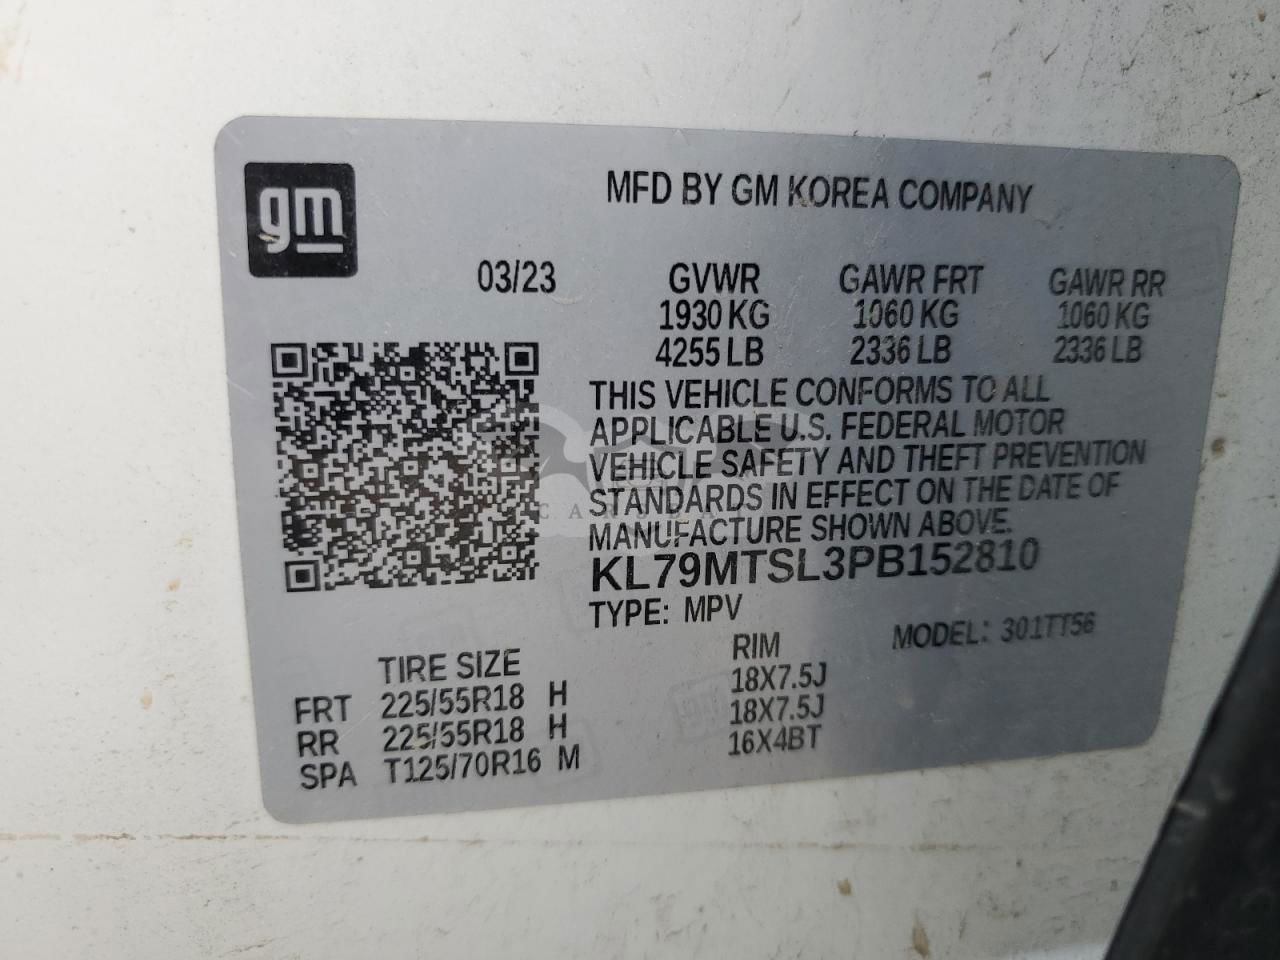 gm
MFD BY GM KOREA COMPANY
03/23
GVWR GAWR FRT GAWR RR
1930 KG 1060 KG 1060 KG
4255 LB 2336 LB 2336 LB
THIS VEHICLE CONFORMS TO ALL
APPLICABLE U.S. FEDERAL MOTOR
VEHICLE SAFETY AND THEFT PREVENTION
STANDARDS IN EFFECT ON THE DATE OF
MANUFACTURE SHOWN ABOVE.
KL79MTSL3PB152810
TYPE: MPV
MODEL: 301TT56
TIRE SIZE RIM
FRT 225/55R18 H 18X7.5J
RR 225/55R18 H 18X7.5J
SPA T125/70R16 M 16X4BT